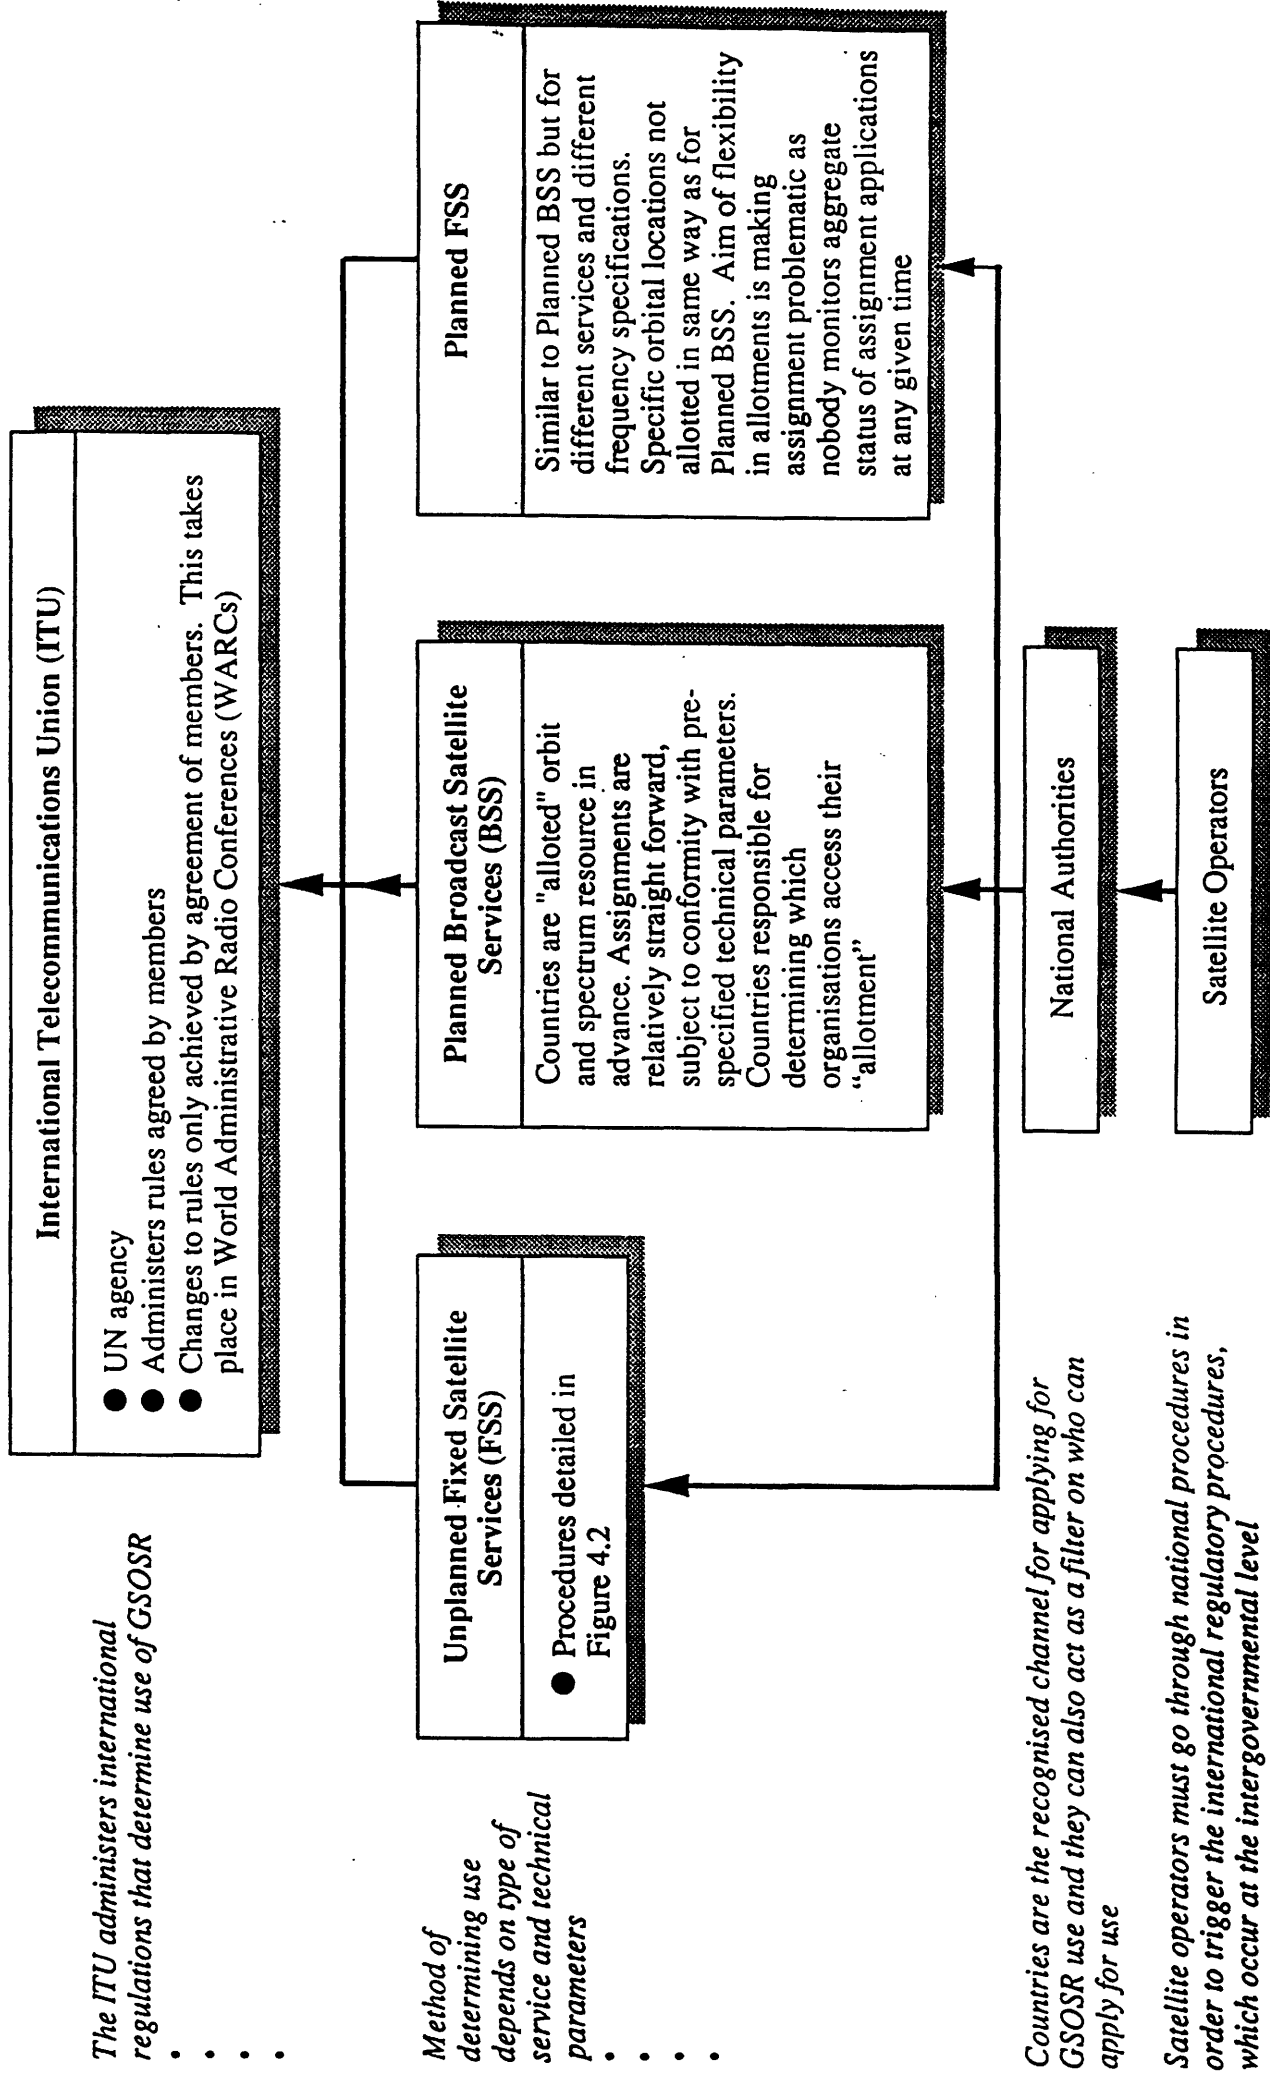 The ITU administers international
regulations that determine use of GSOSR
International Telecommunications Union (ITU)
● UN agency
● Administers rules agreed by members
● Changes to rules only achieved by agreement of members. This takes
place in World Administrative Radio Conferences (WARCs)
Method of
determining use
depends on type of
service and technical
parameters
Unplanned Fixed Satellite
Services (FSS)
● Procedures detailed in
Figure 4.2
Planned Broadcast Satellite
Services (BSS)
Countries are "alloted" orbit
and spectrum resource in
advance. Assignments are
relatively straight forward,
subject to conformity with pre-
specified technical parameters.
Countries responsible for
determining which
organisations access their
“allotment”
Planned FSS
Similar to Planned BSS but for
different services and different
frequency specifications.
Specific orbital locations not
allotted in same way as for
Planned BSS. Aim of flexibility
in allotments is making
assignment problematic as
nobody monitors aggregate
status of assignment applications
at any given time
Countries are the recognised channel for applying for
GSOSR use and they can also act as a filter on who can
apply for use
National Authorities
Satellite operators must go through national procedures in
order to trigger the international regulatory procedures,
which occur at the intergovernmental level
Satellite Operators